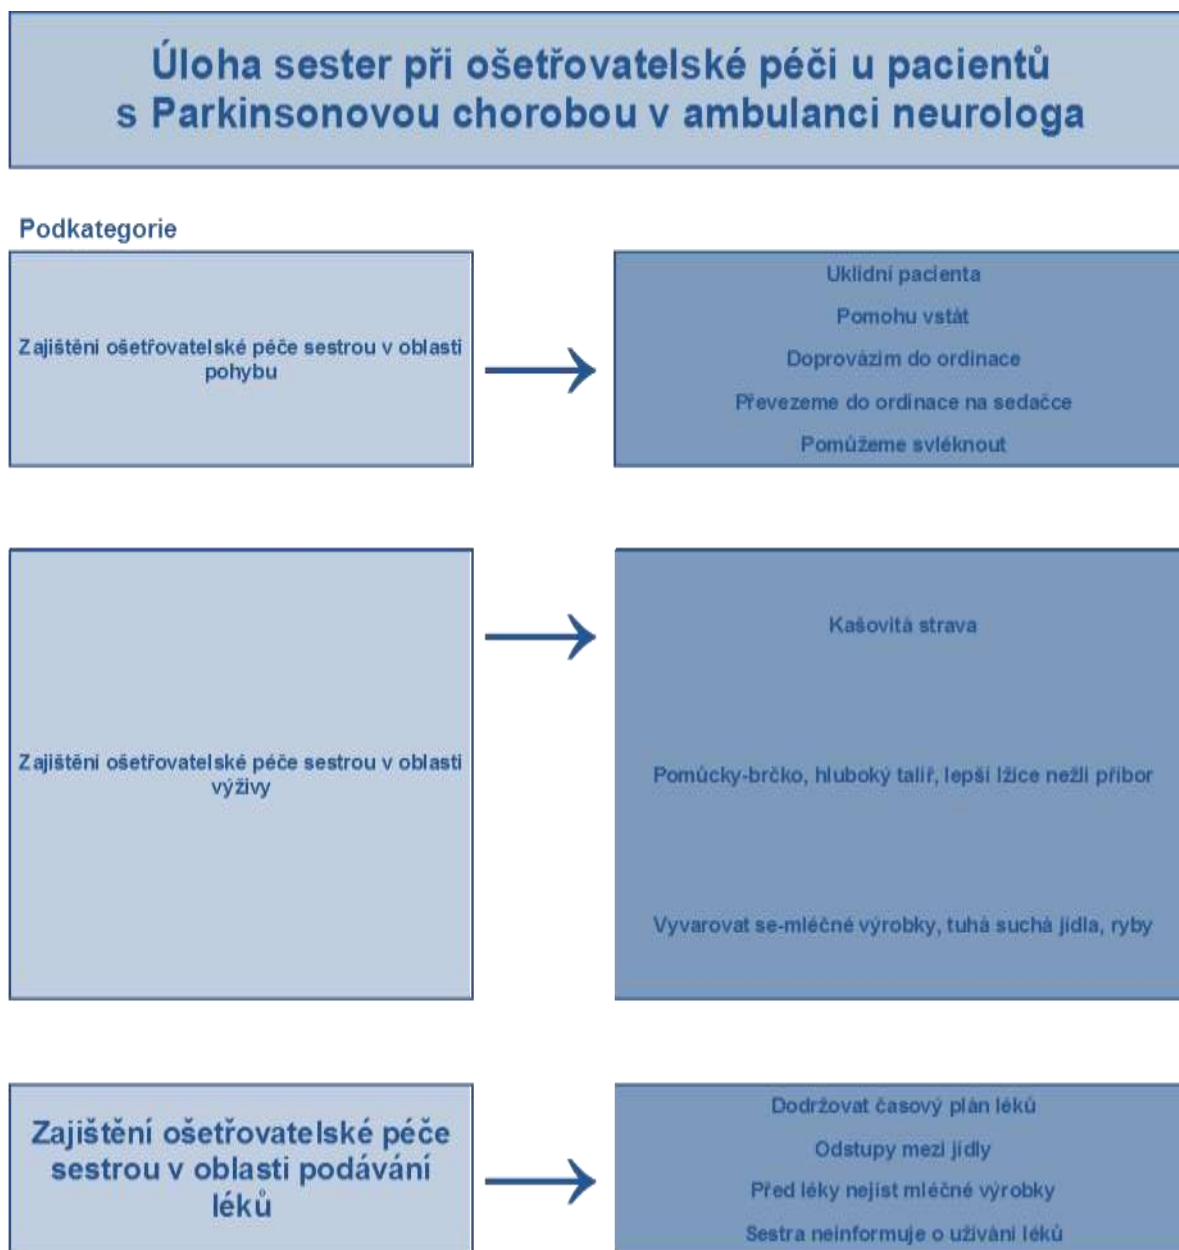 Úloha sester při ošetřovatelské péči u pacientů
s Parkinsonovou chorobou v ambulanci neurologa
Podkategorie
Zajištění ošetřovatelské péče sestrou v oblasti
pohybu
Uklidní pacienta
Pomohu vstát
Doprovázím do ordinace
Převezeme do ordinace na sedačce
Pomůžeme svléknout
Zajištění ošetřovatelské péče sestrou v oblasti
výživy
Kašovitá strava
Pomůcky-brčko, hluboký talíř, lepší lžíce nežli příbor
Vyvarovat se-mléčné výrobky, tuhá suchá jídla, ryby
Zajištění ošetřovatelské péče
sestrou v oblasti podávání
léků
Dodržovat časový plán léků
Odstupy mezi jídly
Před léky nejíst mléčné výrobky
Sestra neinformuje o užívání léků